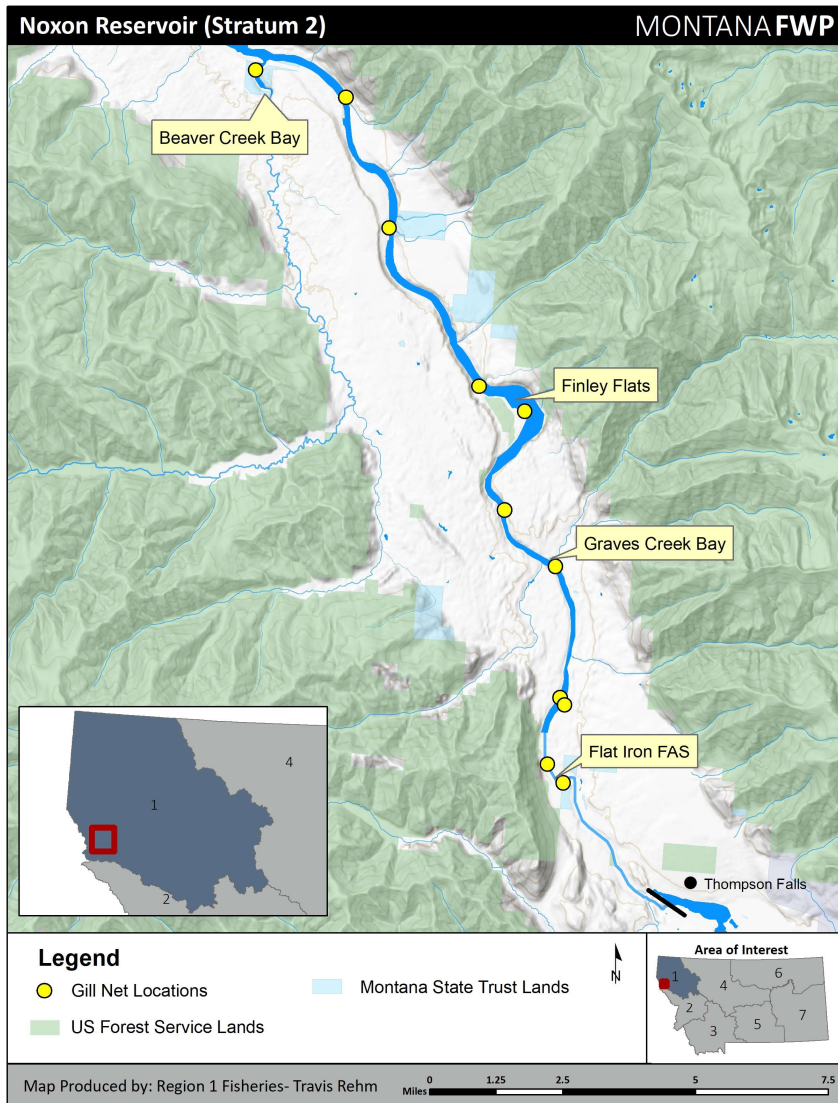 Noxon Reservoir (Stratum 2)
MONTANA FWP
Beaver Creek Bay
Finley Flats
Graves Creek Bay
Flat Iron FAS
Thompson Falls
4
1
2
Legend
Gill Net Locations
Montana State Trust Lands
US Forest Service Lands
N
Area of Interest
1
4
6
2
3
5
7
Map Produced by: Region 1 Fisheries- Travis Rehm
Miles
0 1.25 2.5 5 7.5